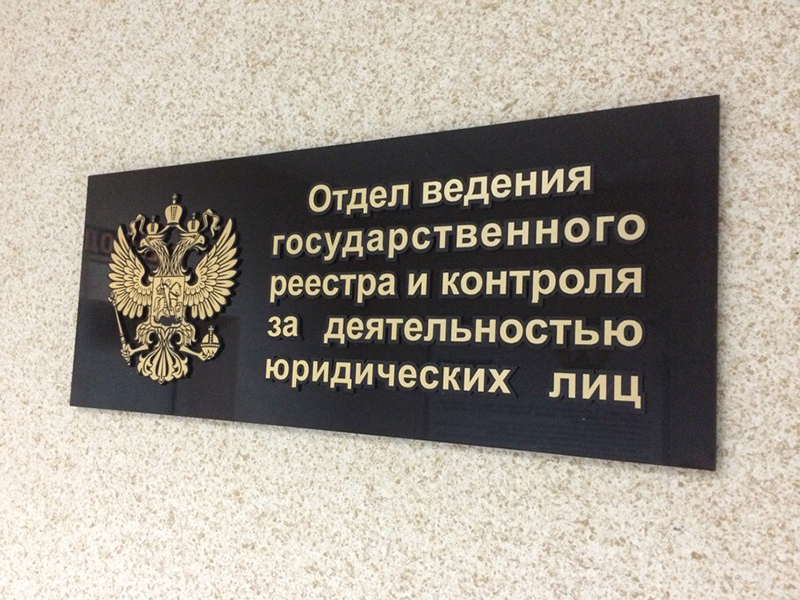 Отдел ведения
государственного
реестра и контроля
за деятельностью
юридических лиц